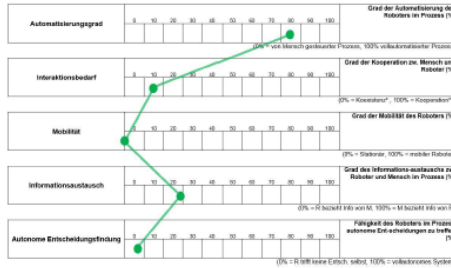 Automatisierungsgrad
0 10 20 30 40 50 60 70 80 90 100
Grad der Automatisierung de
Roboters im Prozess (%
(0% = von Mensch gesteuerter Prozess, 100% vollautomatisierter Prozess
Interaktionsbedarf
0 10 20 30 40 50 60 70 80 90 100
Grad der Kooperation zw. Mensch un
Roboter (%
(0% = Koexistenz", 100% = Kooperation"
Mobilität
0 10 20 30 40 50 60 70 80 90 100
Grad der Mobilität des Roboters (%
(0% = Stationär, 100% = mobiler Robote
Informationsaustausch
0 10 20 30 40 50 60 70 80 90 100
Grad des Informations-austauschs zw
Roboter und Mensch im Prozess (%
(0% = R bezieht Info von M, 100% = M bezieht Info von R
Autonome Entscheidungsfindung
0 10 20 30 40 50 60 70 80 90 100
Fähigkeit des Roboters im Prozes
autonome Ent-scheidungen zu treffe
(%
(0% = R trifft keine Entsch. selbst, 100% = vollautonomes System